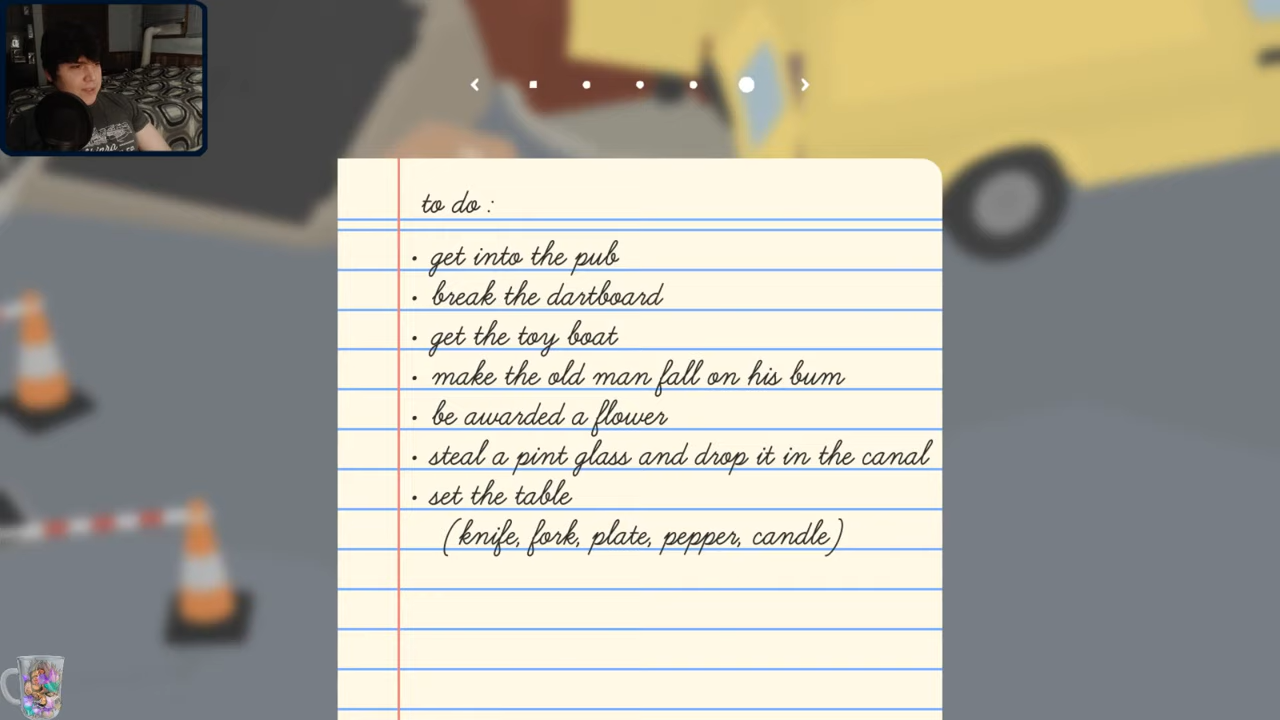 to do :
• get into the pub
• break the dartboard
• get the toy boat
• make the old man fall on his bum
• be awarded a flower
• steal a pint glass and drop it in the canal
• set the table
(knife, fork, plate, pepper, candle)